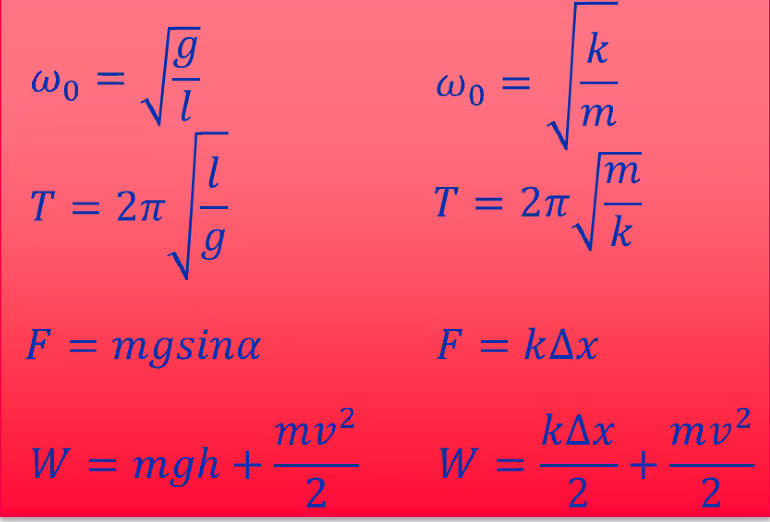 ω₀ = √(g/l)
ω₀ = √(k/m)
T = 2π√(l/g)
T = 2π√(m/k)
F = mgsinα
F = kΔx
W = mgh + mv²/2
W = kΔx/2 + mv²/2